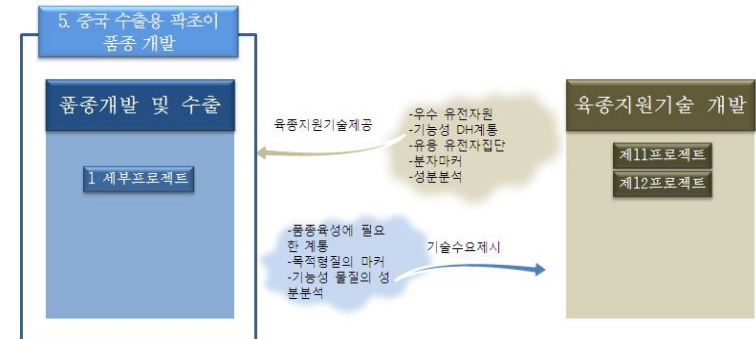 5. 중국 수출용 곽초이
품종 개발
품종개발 및 수출
1 세부프로젝트
육종지원기술제공
-우수 유전자원
-기능성 DH계통
-유용 유전자집단
-분자마커
-성분분석
육종지원기술 개발
제11프로젝트
제12프로젝트
-품종육성에 필요
한 계통
-목적형질의 마커
-기능성 물질의 성
분분석
기술수요제시